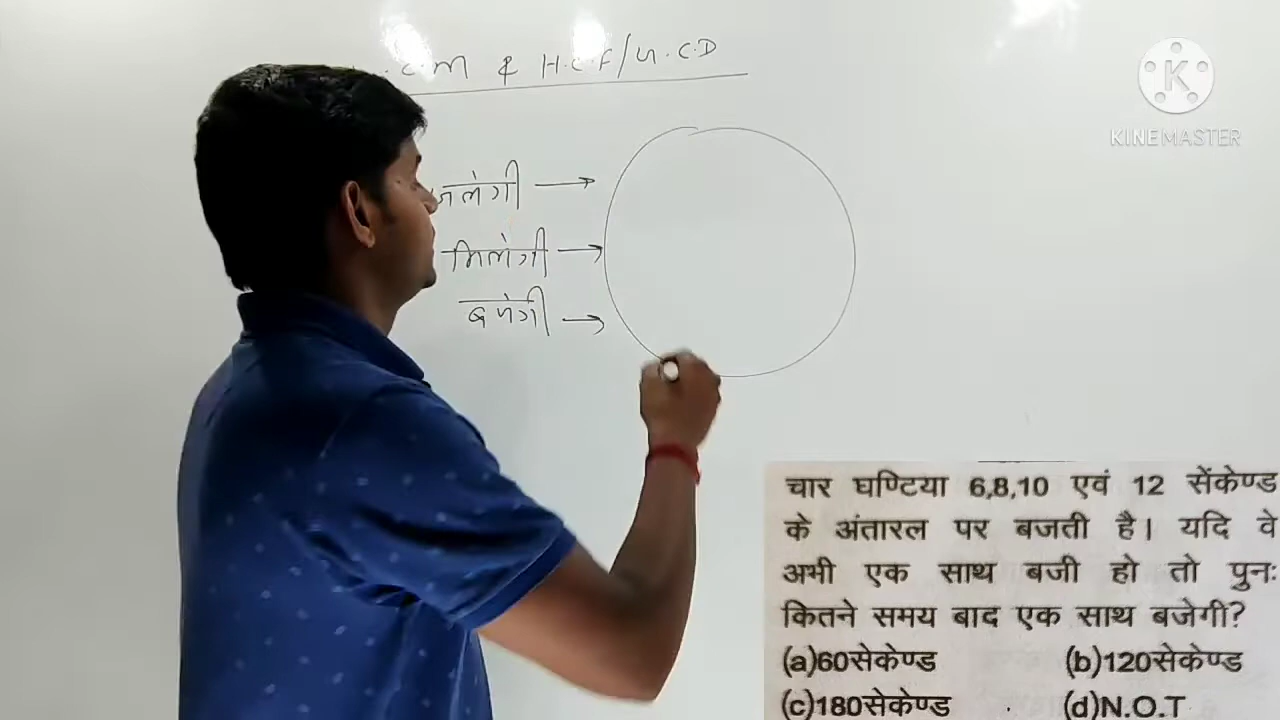 .C.M & H.C.F/G.C.D
जलेंगी →
मिलेंगी →
बजेंगी →
KINEMASTER
चार घण्टिया 6,8,10 एवं 12 सेंकेण्ड
के अंतारल पर बजती है। यदि वे
अभी एक साथ बजी हो तो पुनः
कितने समय बाद एक साथ बजेगी?
(a)60सेकेण्ड (b)120सेकेण्ड
(c)180सेकेण्ड (d)N.O.T